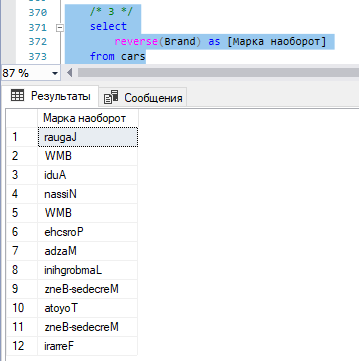 370
/* 3 */
371
select
372
reverse(Brand) as [Марка наоборот]
373
from cars
87 %
Результаты
Сообщения
Марка наоборот
1 raugaJ
2 WMB
3 iduA
4 nassiN
5 WMB
6 ehcsroP
7 adzaM
8 inihgrobmaL
9 zneB-sedecreM
10 atoyoT
11 zneB-sedecreM
12 irarreF